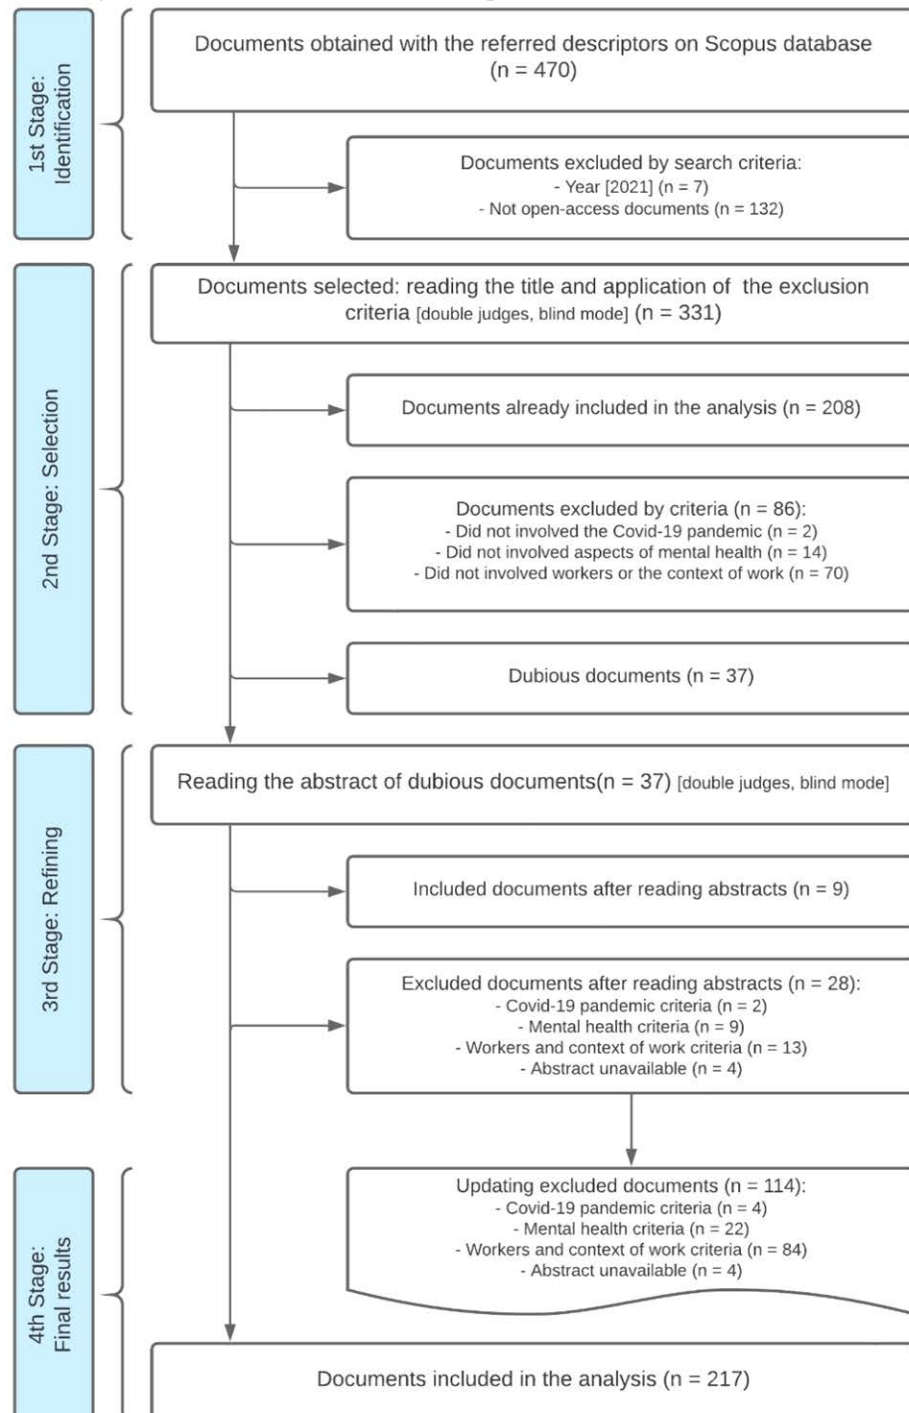 1st Stage:
Identification
Documents obtained with the referred descriptors on Scopus database
(n = 470)
Documents excluded by search criteria:
- Year [2021] (n = 7)
- Not open-access documents (n = 132)
2nd Stage: Selection
Documents selected: reading the title and application of the exclusion
criteria [double judges, blind mode] (n = 331)
Documents already included in the analysis (n = 208)
Documents excluded by criteria (n = 86):
- Did not involved the Covid-19 pandemic (n = 2)
- Did not involved aspects of mental health (n = 14)
- Did not involved workers or the context of work (n = 70)
Dubious documents (n = 37)
3rd Stage: Refining
Reading the abstract of dubious documents(n = 37) [double judges, blind mode]
Included documents after reading abstracts (n = 9)
Excluded documents after reading abstracts (n = 28):
- Covid-19 pandemic criteria (n = 2)
- Mental health criteria (n = 9)
- Workers and context of work criteria (n = 13)
- Abstract unavailable (n = 4)
4th Stage:
Final results
Updating excluded documents (n = 114):
- Covid-19 pandemic criteria (n = 4)
- Mental health criteria (n = 22)
- Workers and context of work criteria (n = 84)
- Abstract unavailable (n = 4)
Documents included in the analysis (n = 217)